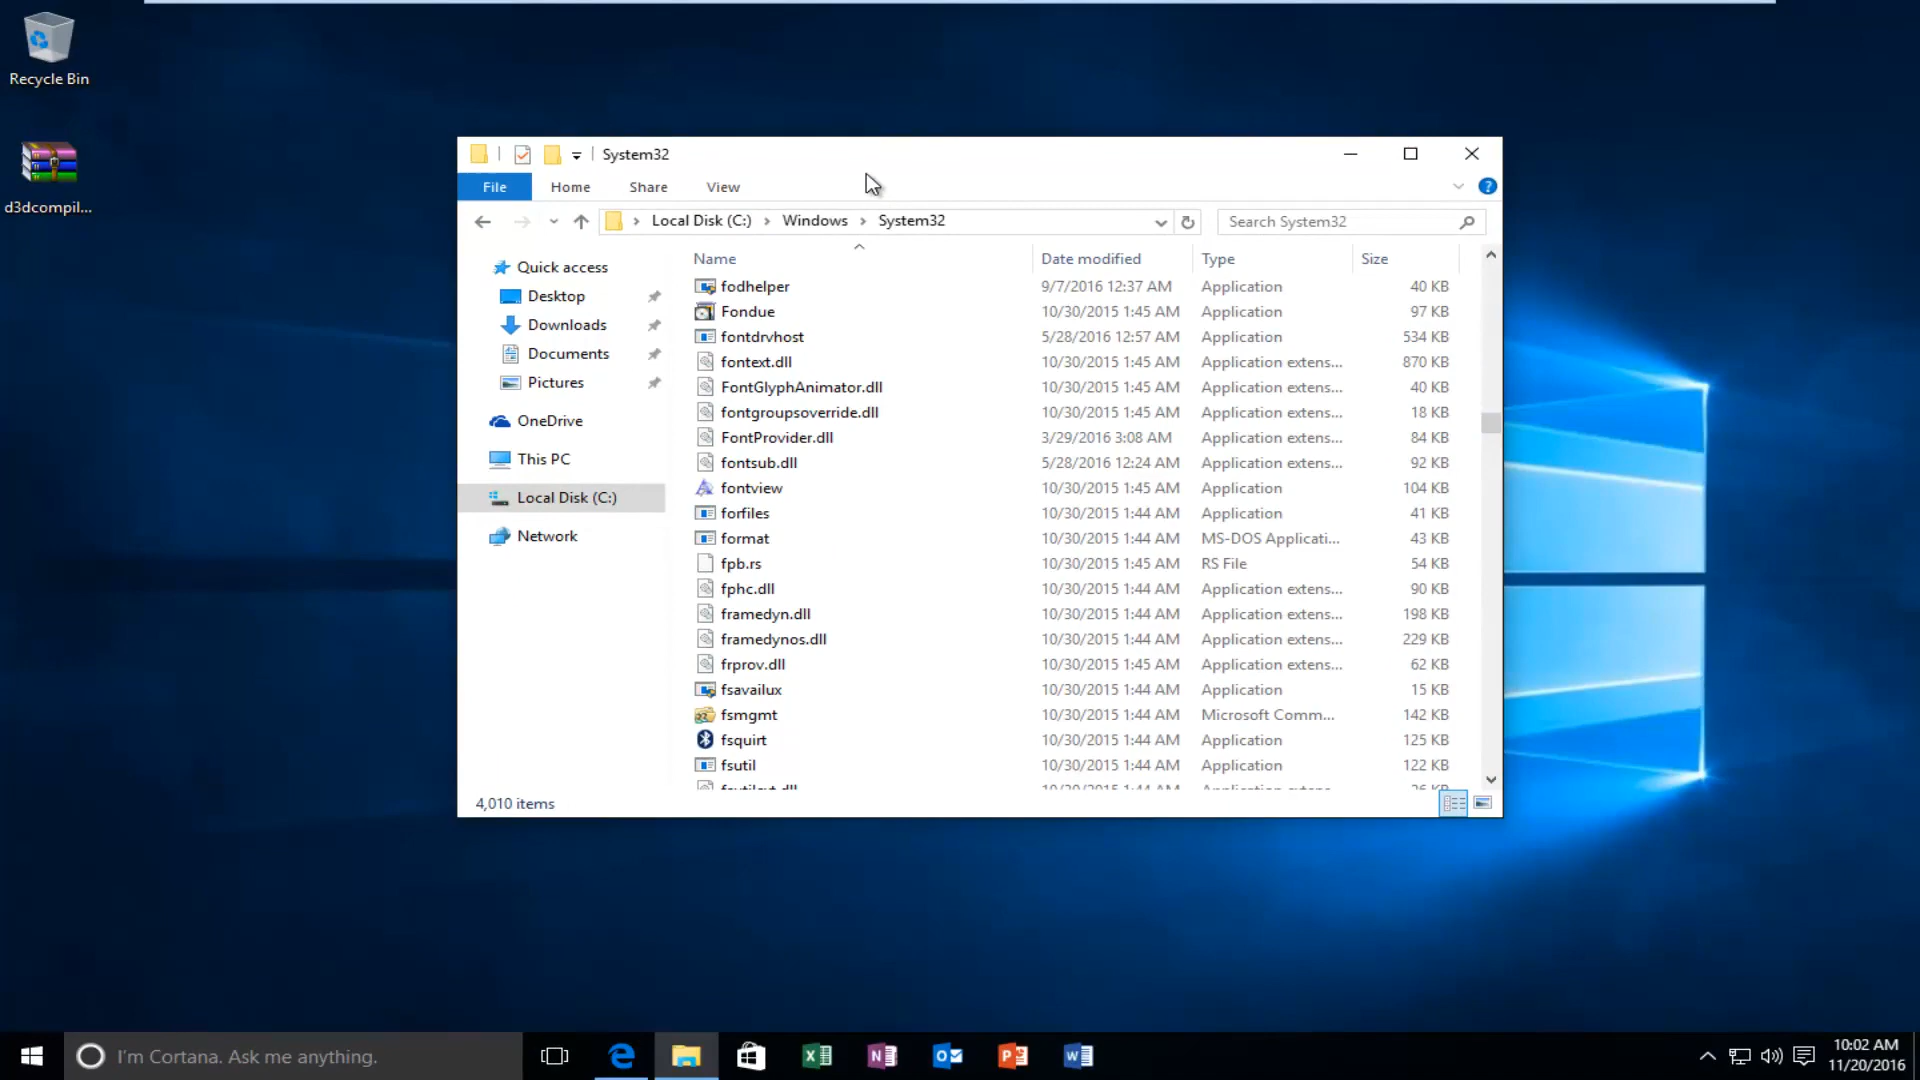 Recycle Bin
d3dcompil...
System32
File Home Share View
Local Disk (C:) Windows System32
Search System32
Quick access
Desktop
Downloads
Documents
Pictures
OneDrive
This PC
Local Disk (C:)
Network
Name Date modified Type Size
fodhelper 9/7/2016 12:37 AM Application 40 KB
Fondue 10/30/2015 1:45 AM Application 97 KB
fontdrvhost 5/28/2016 12:57 AM Application 534 KB
fontext.dll 10/30/2015 1:45 AM Application extens... 870 KB
FontGlyphAnimator.dll 10/30/2015 1:45 AM Application extens... 40 KB
fontgroupsoverride.dll 10/30/2015 1:45 AM Application extens... 18 KB
FontProvider.dll 3/29/2016 3:08 AM Application extens... 84 KB
fontsub.dll 5/28/2016 12:24 AM Application extens... 92 KB
fontview 10/30/2015 1:45 AM Application 104 KB
forfiles 10/30/2015 1:44 AM Application 41 KB
format 10/30/2015 1:44 AM MS-DOS Applicati... 43 KB
fpb.rs 10/30/2015 1:45 AM RS File 54 KB
fphc.dll 10/30/2015 1:44 AM Application extens... 90 KB
framedyn.dll 10/30/2015 1:44 AM Application extens... 198 KB
framedynos.dll 10/30/2015 1:44 AM Application extens... 229 KB
frprov.dll 10/30/2015 1:45 AM Application extens... 62 KB
fsavailux 10/30/2015 1:44 AM Application 15 KB
fsmgmt 10/30/2015 1:44 AM Microsoft Comm... 142 KB
fsquirt 10/30/2015 1:44 AM Application 125 KB
fsutil 10/30/2015 1:44 AM Application 122 KB
4,010 items
I'm Cortana. Ask me anything.
10:02 AM
11/20/2016